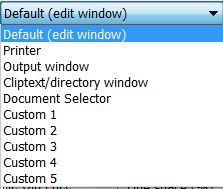 Default (edit window)
Default (edit window)
Printer
Output window
Cliptext/directory window
Document Selector
Custom 1
Custom 2
Custom 3
Custom 4
Custom 5